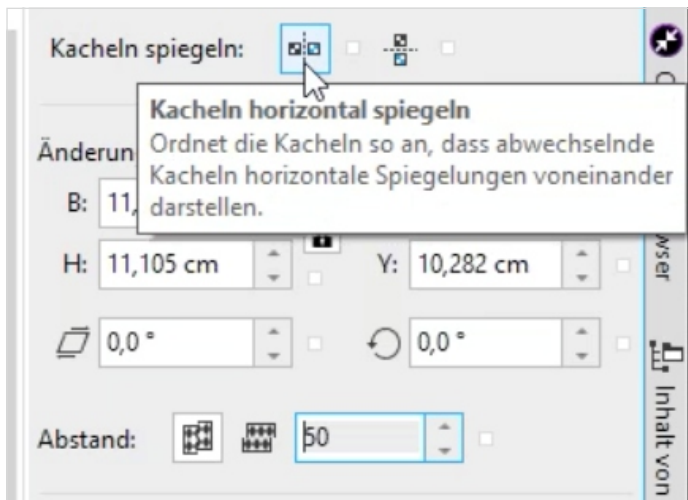 Kacheln spiegeln:
Kacheln horizontal spiegeln
Ordnet die Kacheln so an, dass abwechselnde
Kacheln horizontale Spiegelungen voneinander
darstellen.
Änderun
B: 11,
H: 11,105 cm Y: 10,282 cm
0,0 ° 0,0 °
Abstand: 50
wser
Inhalt von